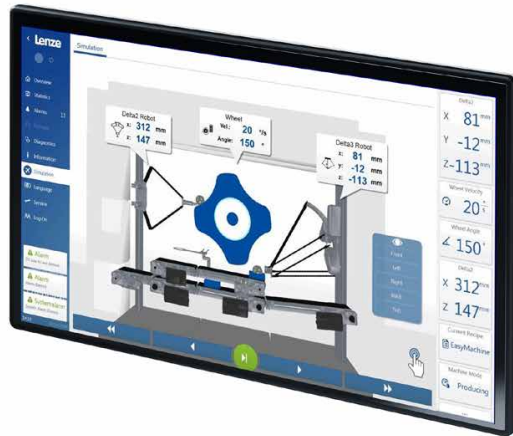 Lenze
Simulation
Overview
Statistics
Alarms
Diagnostics
Information
Simulation
Language
Service
Log In
Alarm
Alarm
Delta2 Robot
x: 312 mm
z: 147 mm
Wheel
Vel.: 20 °/s
Angle: 150 °
Delta3 Robot
x: 81 mm
y: -12 mm
z: -113 mm
Front
Left
Right
Top
Delta3
X 81 mm
Y -12 mm
Z -113 mm
Wheel Velocity
20
Wheel Angle
150°
Delta2
X 312 mm
Z 147 mm
Current Recipe
EasyMachine
Machine Mode
Producing